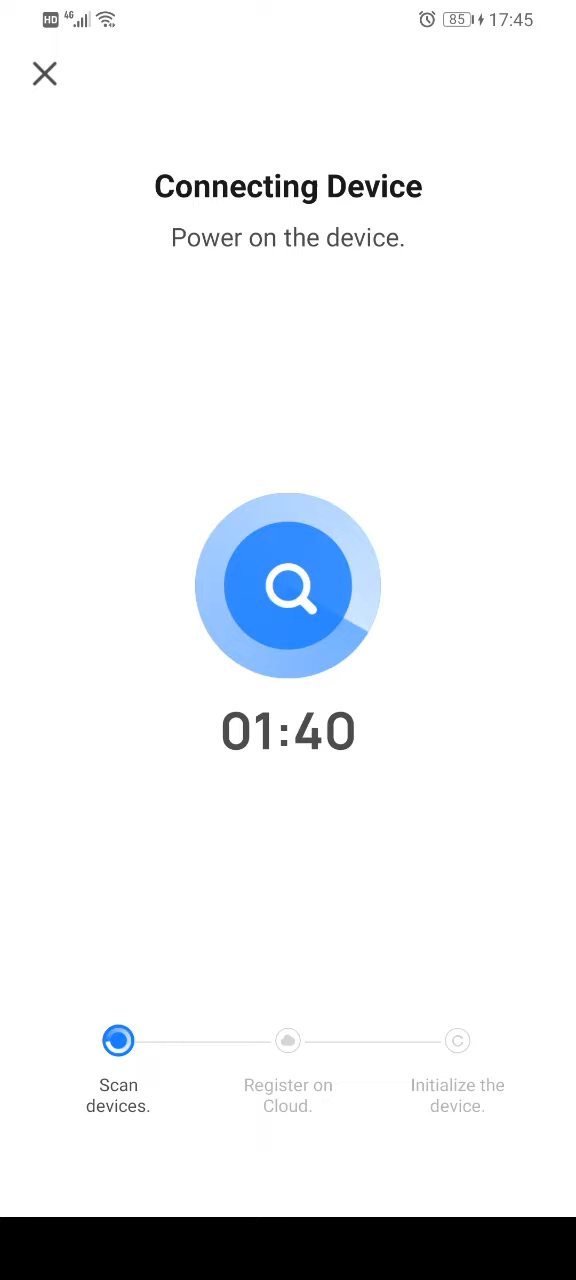 HD 4G 85 17:45
Connecting Device
Power on the device.
01:40
Scan
devices.
Register on
Cloud.
Initialize the
device.